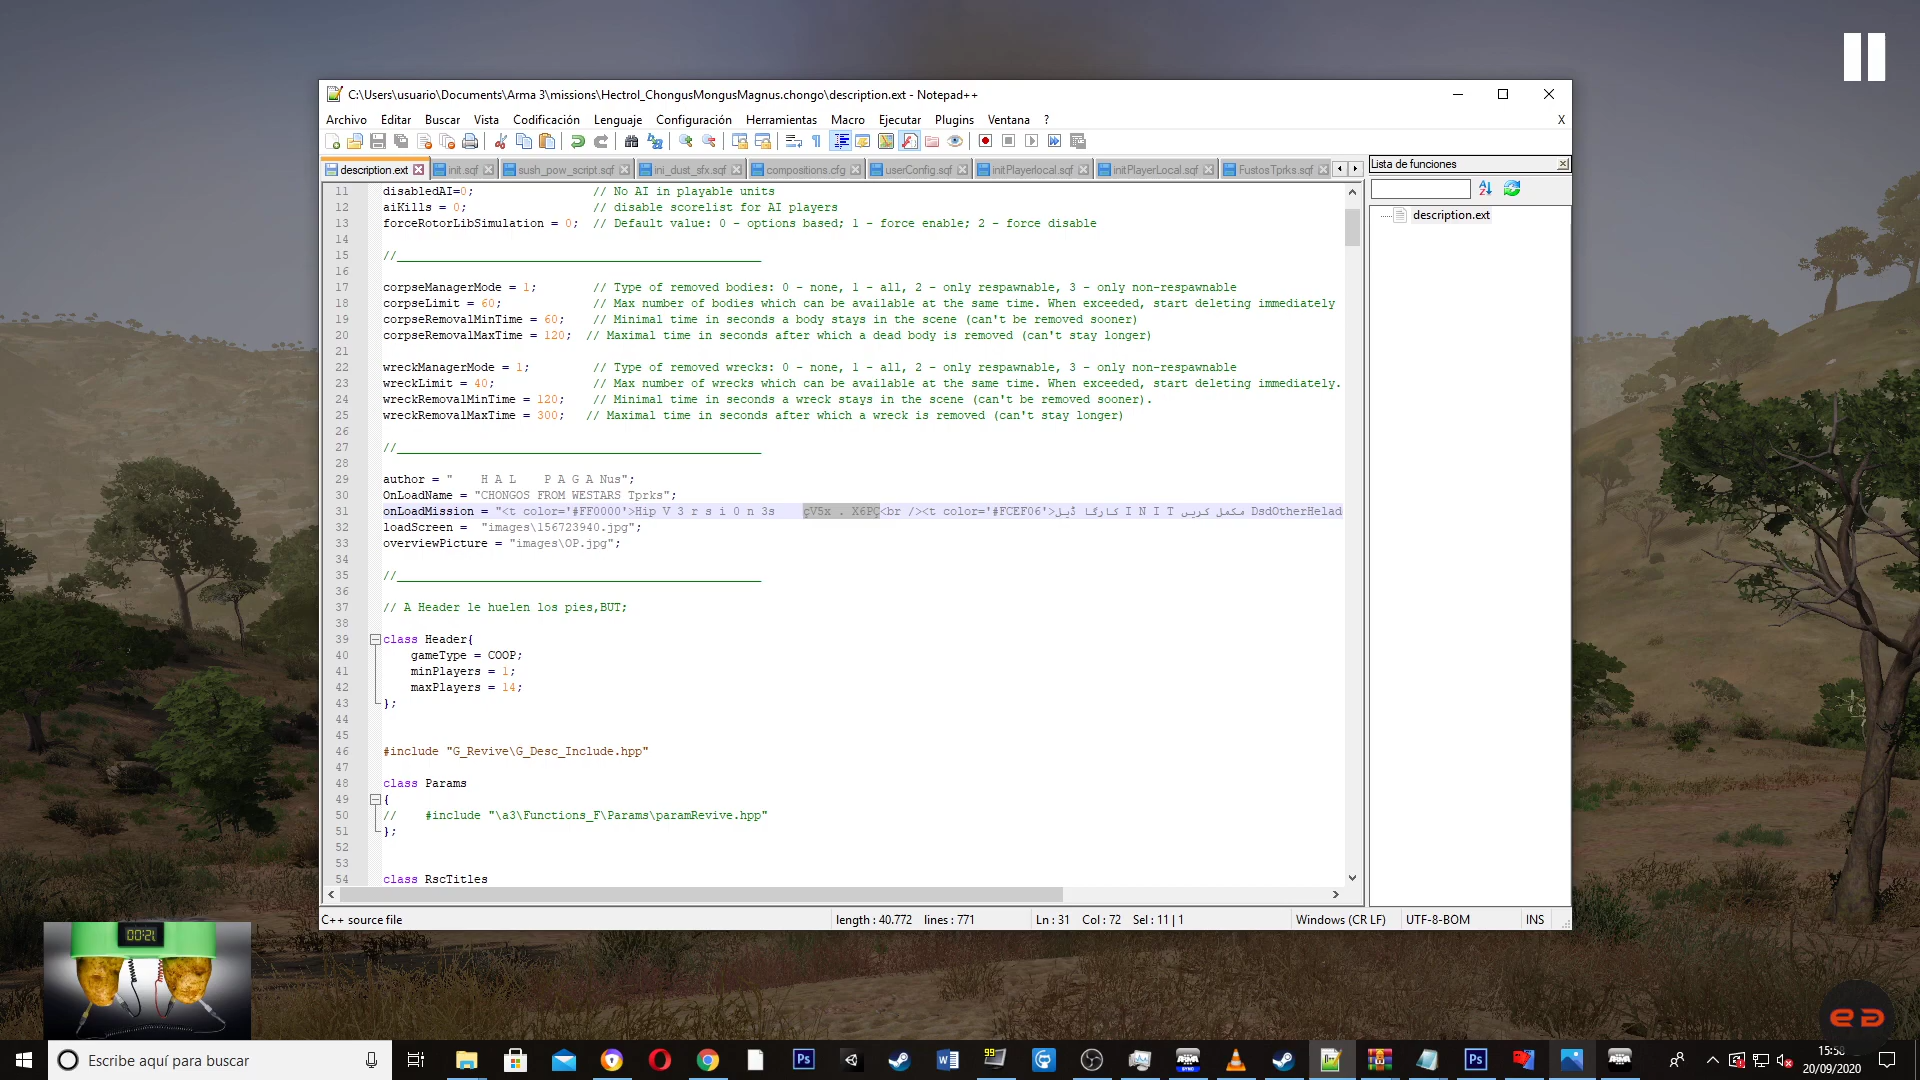 C:\Users\usuario\Documents\Arma 3\missions\Hectrol_ChongusMongusMagnus.chongo\description.ext - Notepad++
Archivo Editar Buscar Vista Codificación Lenguaje Configuración Herramientas Macro Ejecutar Plugins Ventana ? X
description.ext init.sqf sush_pow_script.sqf ini_dust_sfx.sqf compositions.cfg userConfig.sqf initPlayerlocal.sqf initPlayerLocal.sqf FustosTprks.sqf
Lista de funciones
description.ext
11 disabledAI=0; // No AI in playable units
12 aiKills = 0; // disable scorelist for AI players
13 forceRotorLibSimulation = 0; // Default value: 0 - options based; 1 - force enable; 2 - force disable
14
15 //____________________________________________________
16
17 corpseManagerMode = 1; // Type of removed bodies: 0 - none, 1 - all, 2 - only respawnable, 3 - only non-respawnable
18 corpseLimit = 60; // Max number of bodies which can be available at the same time. When exceeded, start deleting immediately
19 corpseRemovalMinTime = 60; // Minimal time in seconds a body stays in the scene (can't be removed sooner)
20 corpseRemovalMaxTime = 120; // Maximal time in seconds after which a dead body is removed (can't stay longer)
21
22 wreckManagerMode = 1; // Type of removed wrecks: 0 - none, 1 - all, 2 - only respawnable, 3 - only non-respawnable
23 wreckLimit = 40; // Max number of wrecks which can be available at the same time. When exceeded, start deleting immediately.
24 wreckRemovalMinTime = 120; // Minimal time in seconds a wreck stays in the scene (can't be removed sooner).
25 wreckRemovalMaxTime = 300; // Maximal time in seconds after which a wreck is removed (can't stay longer)
26
27 //____________________________________________________
28
29 author = " H A L P A G A Nus";
30 OnLoadName = "CHONGOS FROM WESTARS Tprks";
31 onLoadMission = "<t color='#FF0000'>Hip V 3 r s i 0 n 3s çV5x . X6PÇ<br /><t color='#FCEF06'>کارگا ڈیل I N I T مکمل کریں DsdOtherHelad
32 loadScreen = "images\156723940.jpg";
33 overviewPicture = "images\OP.jpg";
34
35 //____________________________________________________
36
37 // A Header le huelen los pies,BUT;
38
39 class Header{
40 gameType = COOP;
41 minPlayers = 1;
42 maxPlayers = 14;
43 };
44
45
46 #include "G_Revive\G_Desc_Include.hpp"
47
48 class Params
49 {
50 // #include "\a3\Functions_F\Params\paramRevive.hpp"
51 };
52
53
54 class RscTitles
C++ source file length : 40.772 lines : 771 Ln : 31 Col : 72 Sel : 11 | 1 Windows (CR LF) UTF-8-BOM INS
00:21
Escribe aquí para buscar
99
15:58
20/09/2020